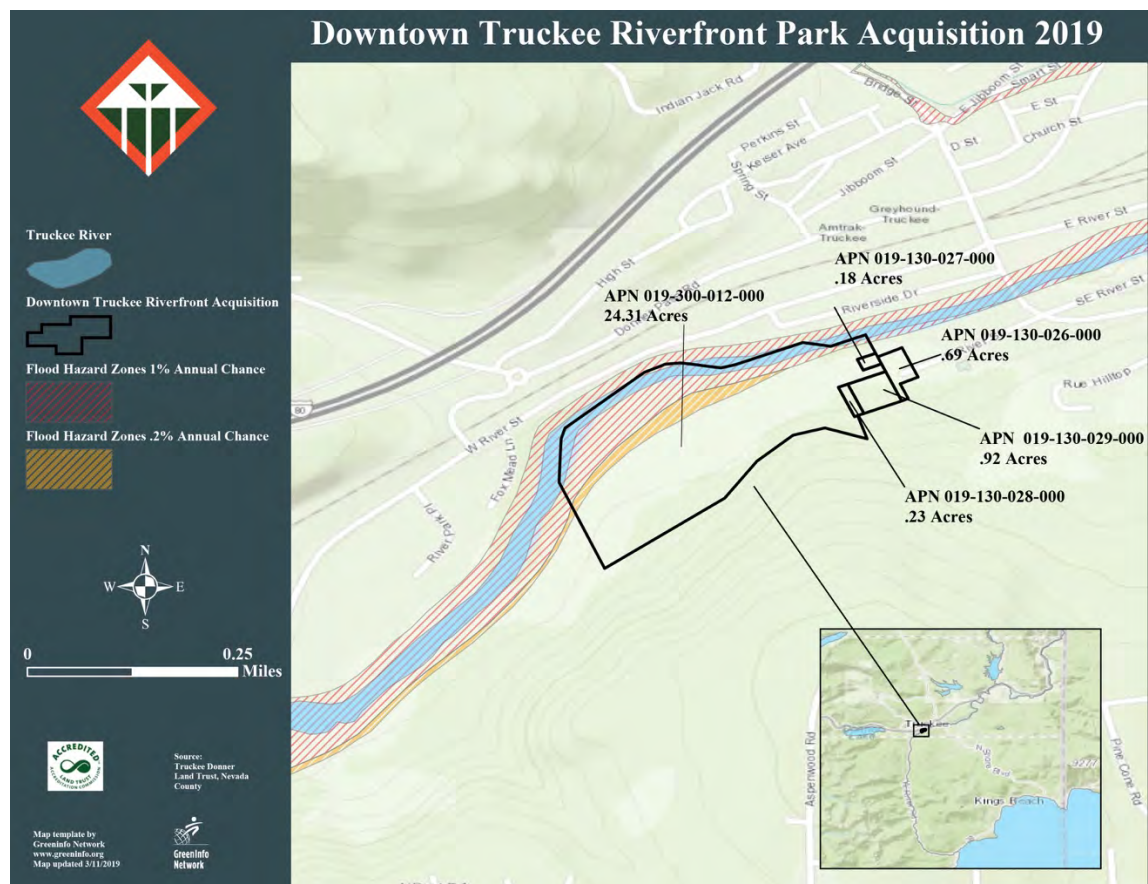 Downtown Truckee Riverfront Park Acquisition 2019
Truckee River
Downtown Truckee Riverfront Acquisition
Flood Hazard Zones 1% Annual Chance
Flood Hazard Zones .2% Annual Chance
N
W
E
S
0
0.25
Miles
ACCREDITED
LAND TRUST
ACCREDITATION COMMISSION
Source:
Truckee Donner
Land Trust, Nevada
County
Map template by
Greeninfo Network
www.greeninfo.org
Map updated 3/11/2019
GreenInfo
Network
Indian Jack Rd
Bridge St
E Jibboom St
Smart St
E St
Perkins St
Keiser Ave
Church St
D St
Spring St
Jibboom St
Greyhound-
Truckee
Amtrak-
Truckee
E River St
High St
Donner Pass Rd
Riverside Dr
SE River St
APN 019-130-027-000
.18 Acres
APN 019-300-012-000
24.31 Acres
APN 019-130-026-000
.69 Acres
Rue Hilltop
80
W River St
Fox Mead Ln
River Park Pl
APN 019-130-029-000
.92 Acres
APN 019-130-028-000
.23 Acres
Aspenwood Rd
Pine Cone Rd
Truckee
Kings Beach